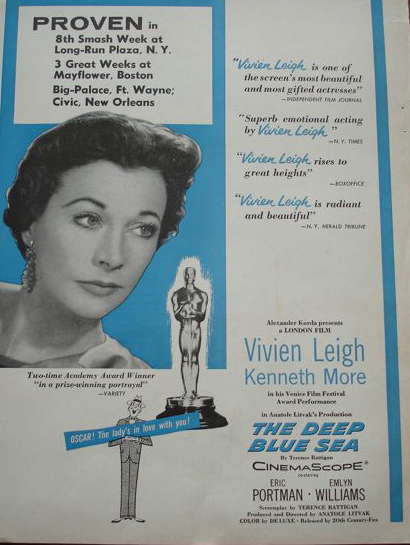 PROVEN in
8th Smash Week at
Long-Run Plaza, N. Y.
3 Great Weeks at
Mayflower, Boston
Big-Palace, Ft. Wayne;
Civic, New Orleans
"Vivien Leigh is one of
the screen's most beautiful
and most gifted actresses"
—INDEPENDENT FILM JOURNAL
"Superb emotional acting
by Vivien Leigh"
—N. Y. TIMES
"Vivien Leigh rises to
great heights"
—BOXOFFICE
"Vivien Leigh is radiant
and beautiful"
—N. Y. HERALD TRIBUNE
Two-time Academy Award Winner
"in a prize-winning portrayal"
—VARIETY
OSCAR! The lady's in love with you!
Alexander Korda presents
a LONDON FILM
Vivien Leigh
Kenneth More
in his Venice Film Festival
Award Performance
in Anatole Litvak's Production
THE DEEP
BLUE SEA
By Terence Rattigan
CINEMASCOPE®
co-starring
ERIC PORTMAN • EMLYN WILLIAMS
Screenplay by TERENCE RATTIGAN
Produced and Directed by ANATOLE LITVAK
COLOR by DE LUXE • Released by 20th Century-Fox